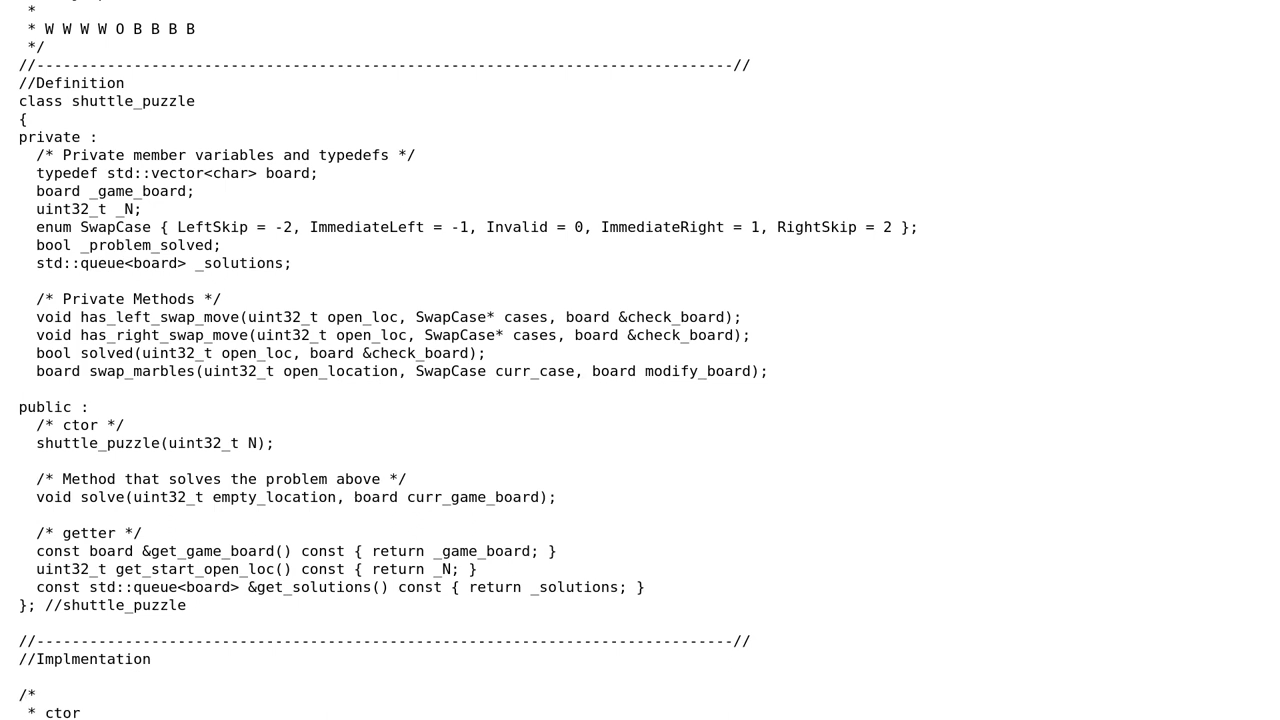 *
 * W W W W O B B B B
 */
//-------------------------------------------------------------------------------//
//Definition
class shuttle_puzzle
{
private :
  /* Private member variables and typedefs */
  typedef std::vector<char> board;
  board _game_board;
  uint32_t _N;
  enum SwapCase { LeftSkip = -2, ImmediateLeft = -1, Invalid = 0, ImmediateRight = 1, RightSkip = 2 };
  bool _problem_solved;
  std::queue<board> _solutions;

  /* Private Methods */
  void has_left_swap_move(uint32_t open_loc, SwapCase* cases, board &check_board);
  void has_right_swap_move(uint32_t open_loc, SwapCase* cases, board &check_board);
  bool solved(uint32_t open_loc, board &check_board);
  board swap_marbles(uint32_t open_location, SwapCase curr_case, board modify_board);

public :
  /* ctor */
  shuttle_puzzle(uint32_t N);

  /* Method that solves the problem above */
  void solve(uint32_t empty_location, board curr_game_board);

  /* getter */
  const board &get_game_board() const { return _game_board; }
  uint32_t get_start_open_loc() const { return _N; }
  const std::queue<board> &get_solutions() const { return _solutions; }
}; //shuttle_puzzle

//-------------------------------------------------------------------------------//
//Implmentation

/*
 * ctor